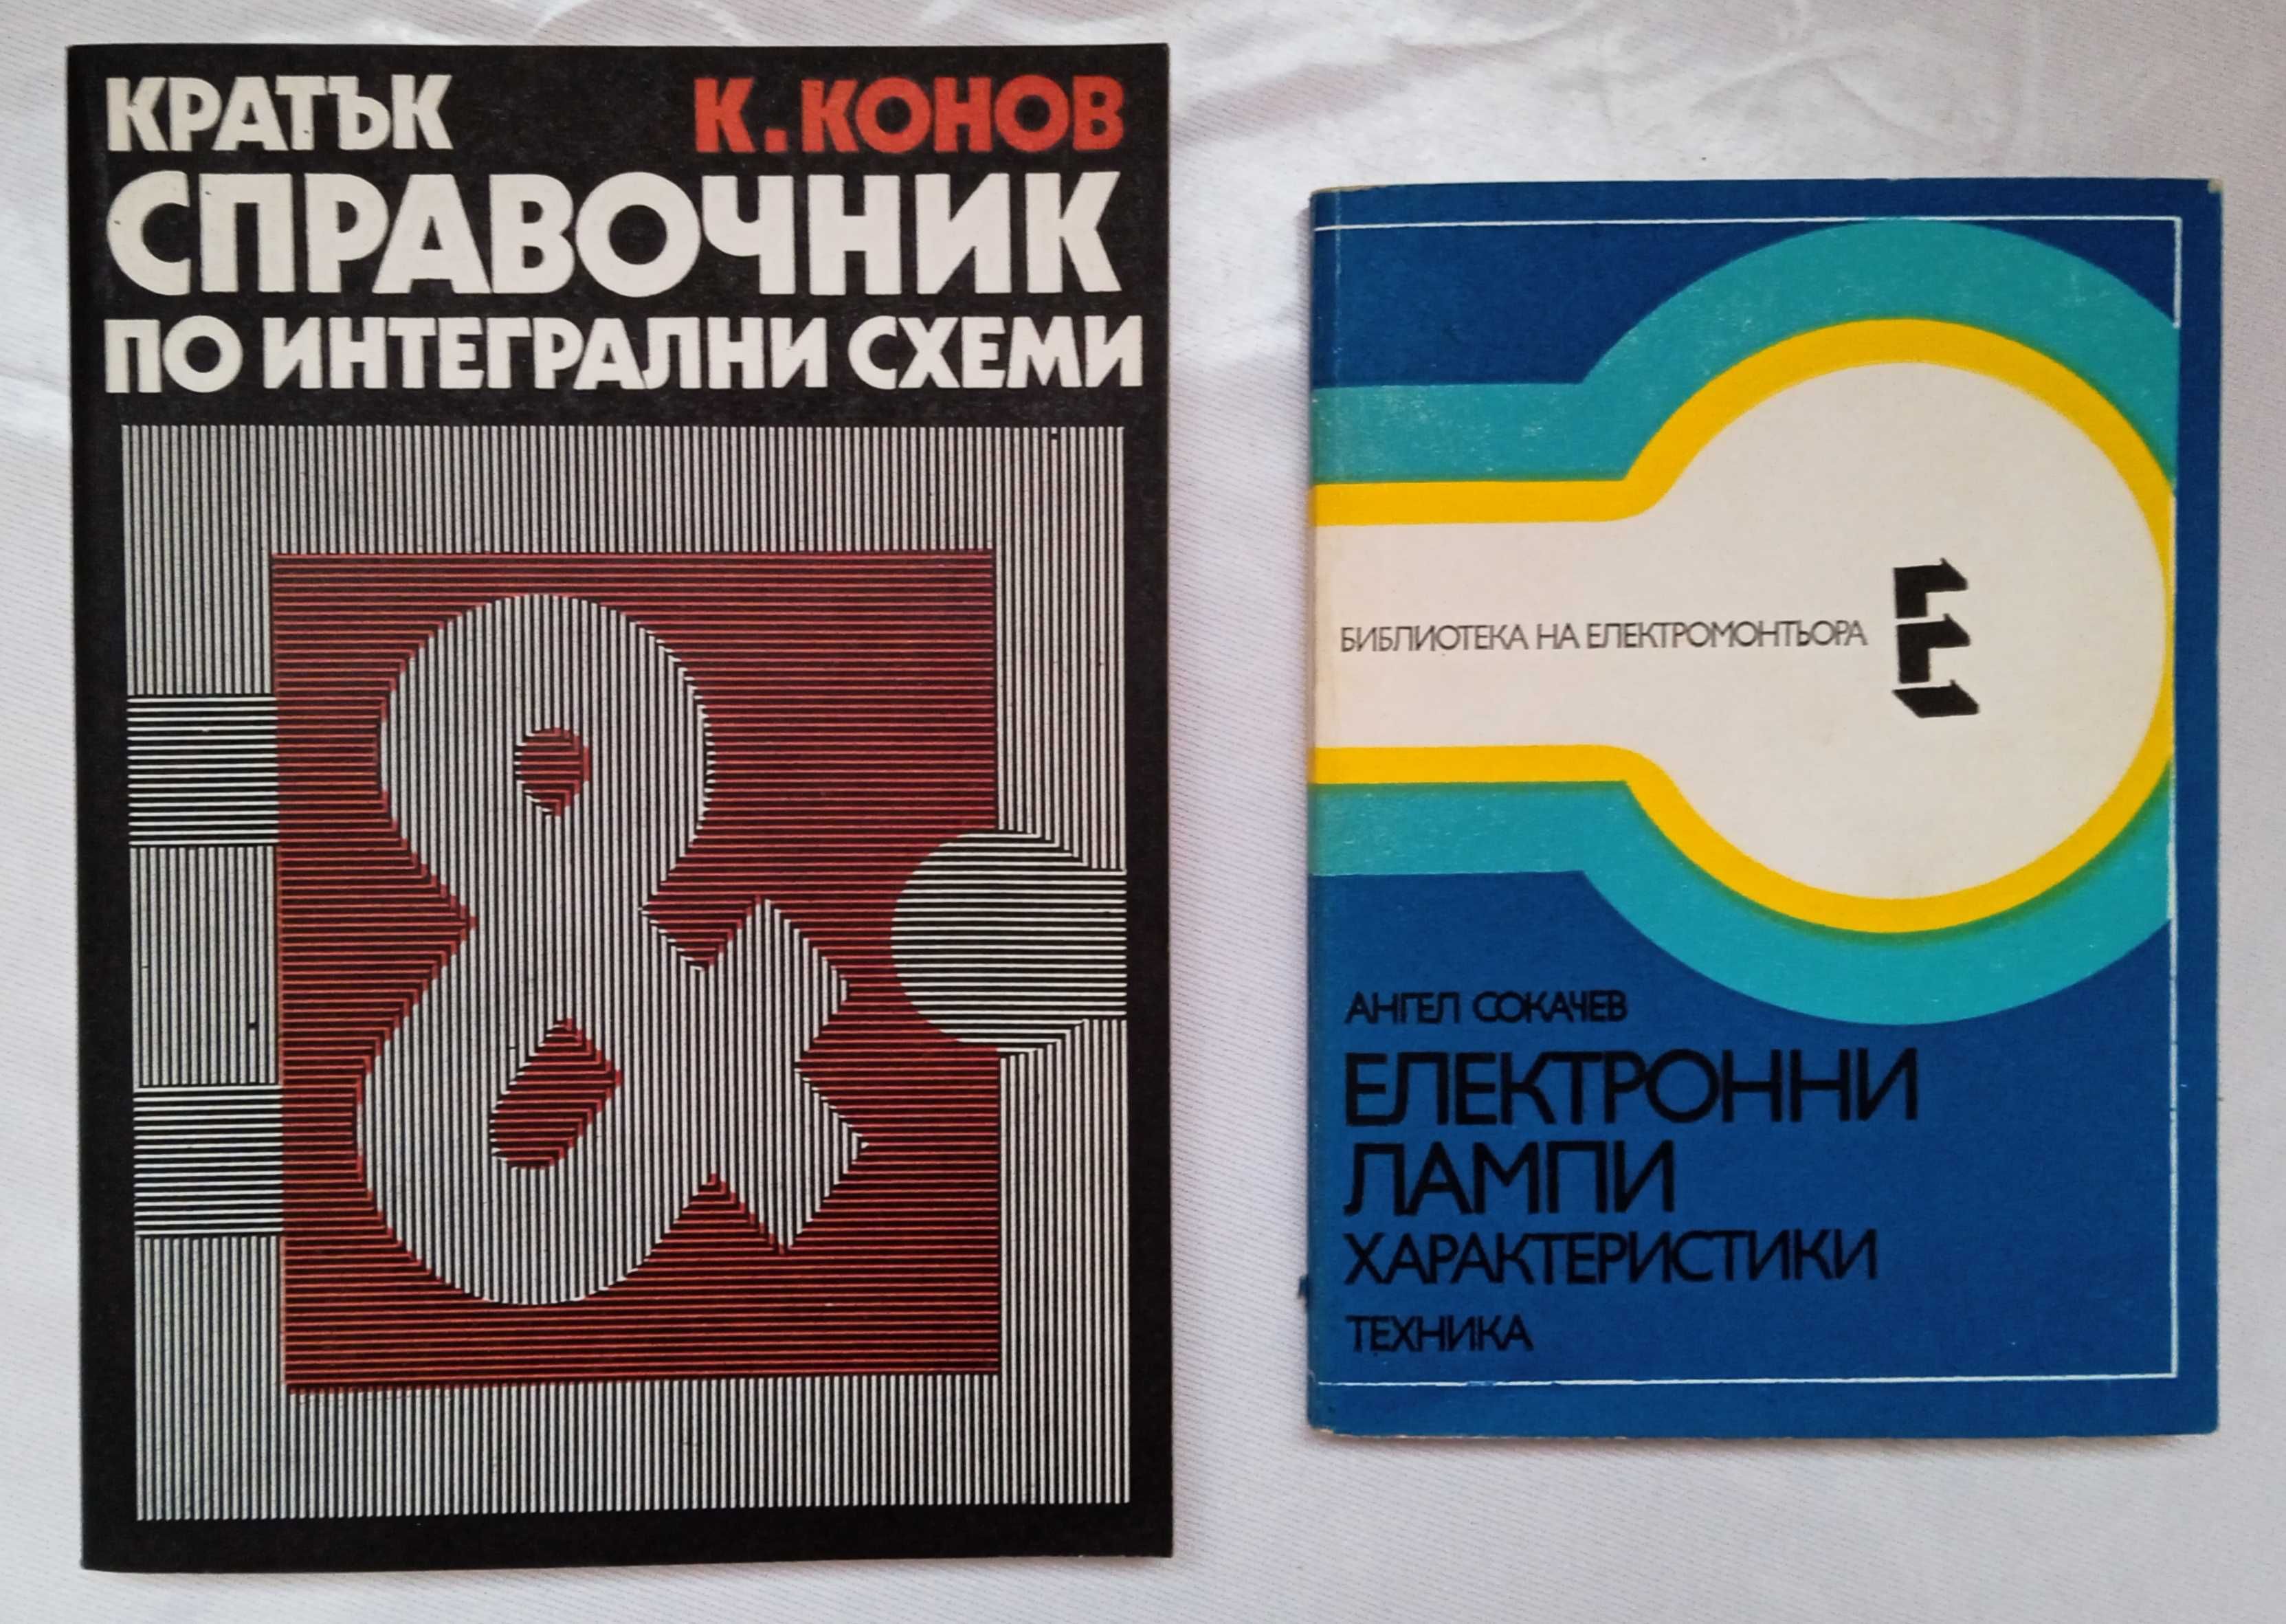 КРАТЪК К. КОНОВ
СПРАВОЧНИК
ПО ИНТЕГРАЛНИ СХЕМИ
&
БИБЛИОТЕКА НА ЕЛЕКТРОМОНТЬОРА
АНГЕЛ СОКАЧЕВ
ЕЛЕКТРОННИ
ЛАМПИ
ХАРАКТЕРИСТИКИ
ТЕХНИКА